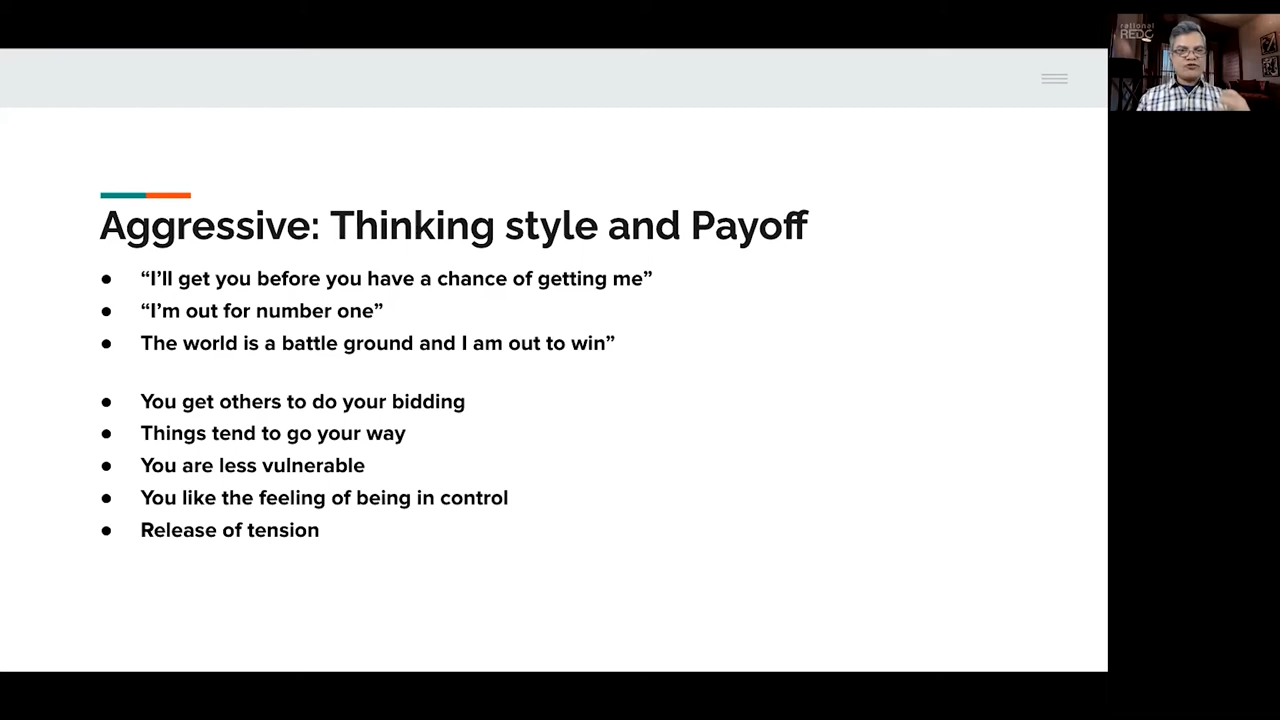 rational
REDC
Aggressive: Thinking style and Payoff
● “I’ll get you before you have a chance of getting me”
● “I’m out for number one”
● The world is a battle ground and I am out to win”
● You get others to do your bidding
● Things tend to go your way
● You are less vulnerable
● You like the feeling of being in control
● Release of tension